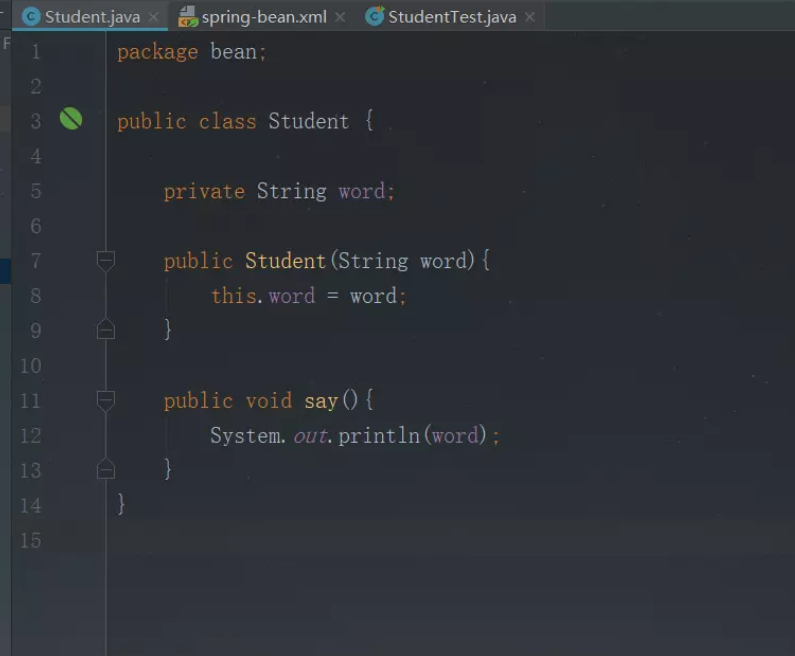 Student.java
spring-bean.xml
StudentTest.java
1 package bean;
2
3 public class Student {
4
5 private String word;
6
7 public Student(String word){
8 this.word = word;
9 }
10
11 public void say(){
12 System.out.println(word);
13 }
14 }
15